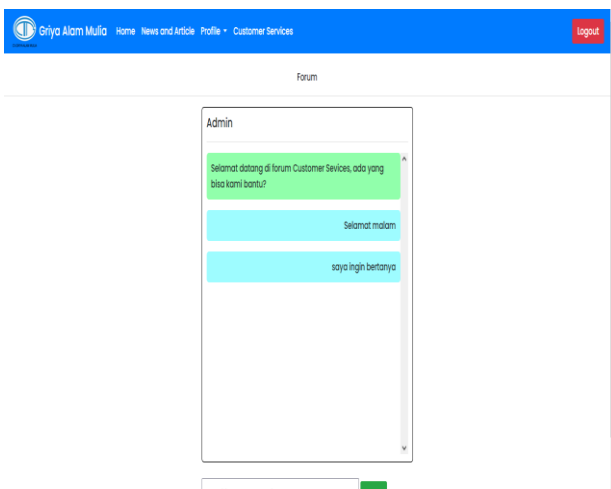 Griya Alam Mulia Home News and Article Profile Customer Services Logout
Forum
Admin
Selamat datang di forum Customer Sevices, ada yang
bisa kami bantu?
Selamat malam
saya ingin bertanya